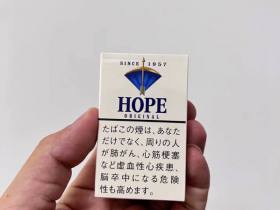 SINCE 1957
HOPE
ORIGINAL
たばこの煙は、あなた
だけでなく、周りの人
が肺がん、心筋梗塞
など虚血性心疾患、
脳卒中になる危険
性も高めます。